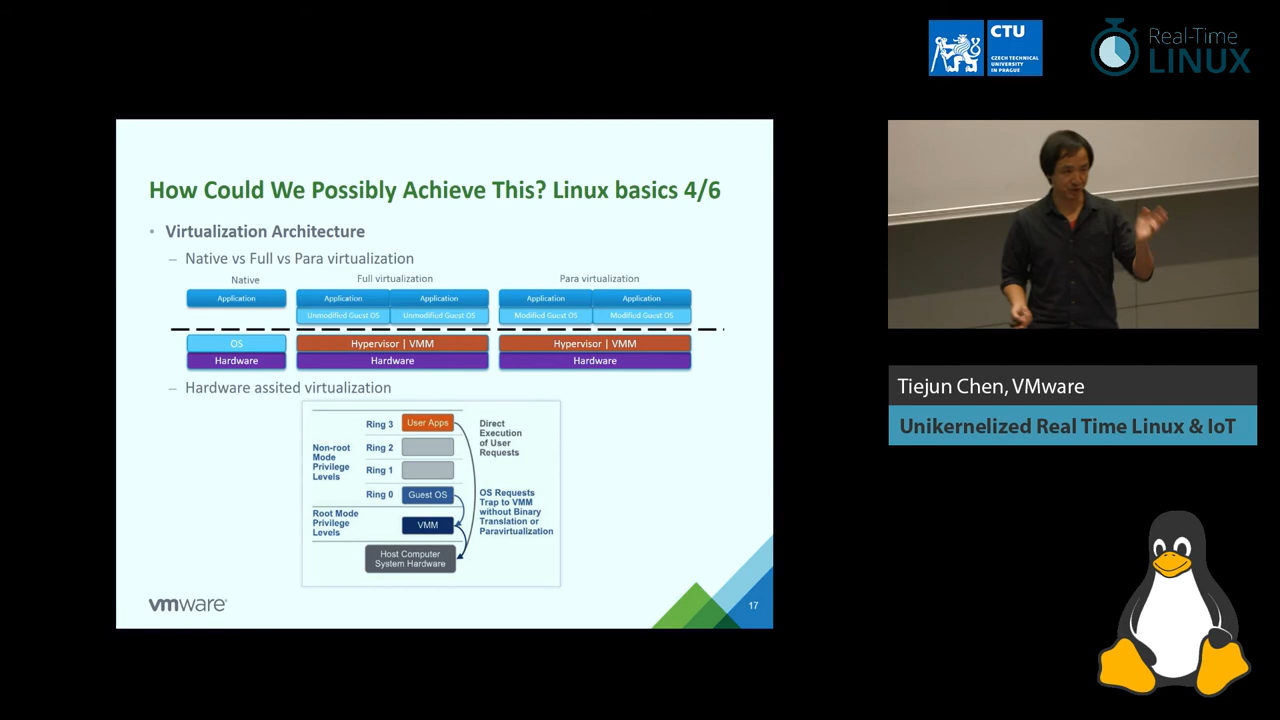 CTU
CZECH TECHNICAL
UNIVERSITY
IN PRAGUE
Real-Time
LINUX
How Could We Possibly Achieve This? Linux basics 4/6
• Virtualization Architecture
– Native vs Full vs Para virtualization
Native Full virtualization Para virtualization
Application Application Application Application Application
Unmodified Guest OS Unmodified Guest OS Modified Guest OS Modified Guest OS
OS Hypervisor | VMM Hypervisor | VMM
Hardware Hardware Hardware
– Hardware assited virtualization
Ring 3 User Apps
Direct
Execution
of User
Requests
Non-root
Mode
Privilege
Levels
Ring 2
Ring 1
Ring 0 Guest OS
OS Requests
Trap to VMM
without Binary
Translation or
Paravirtualization
Root Mode
Privilege
Levels
VMM
Host Computer
System Hardware
vmware®
17
Tiejun Chen, VMware
Unikernelized Real Time Linux & IoT